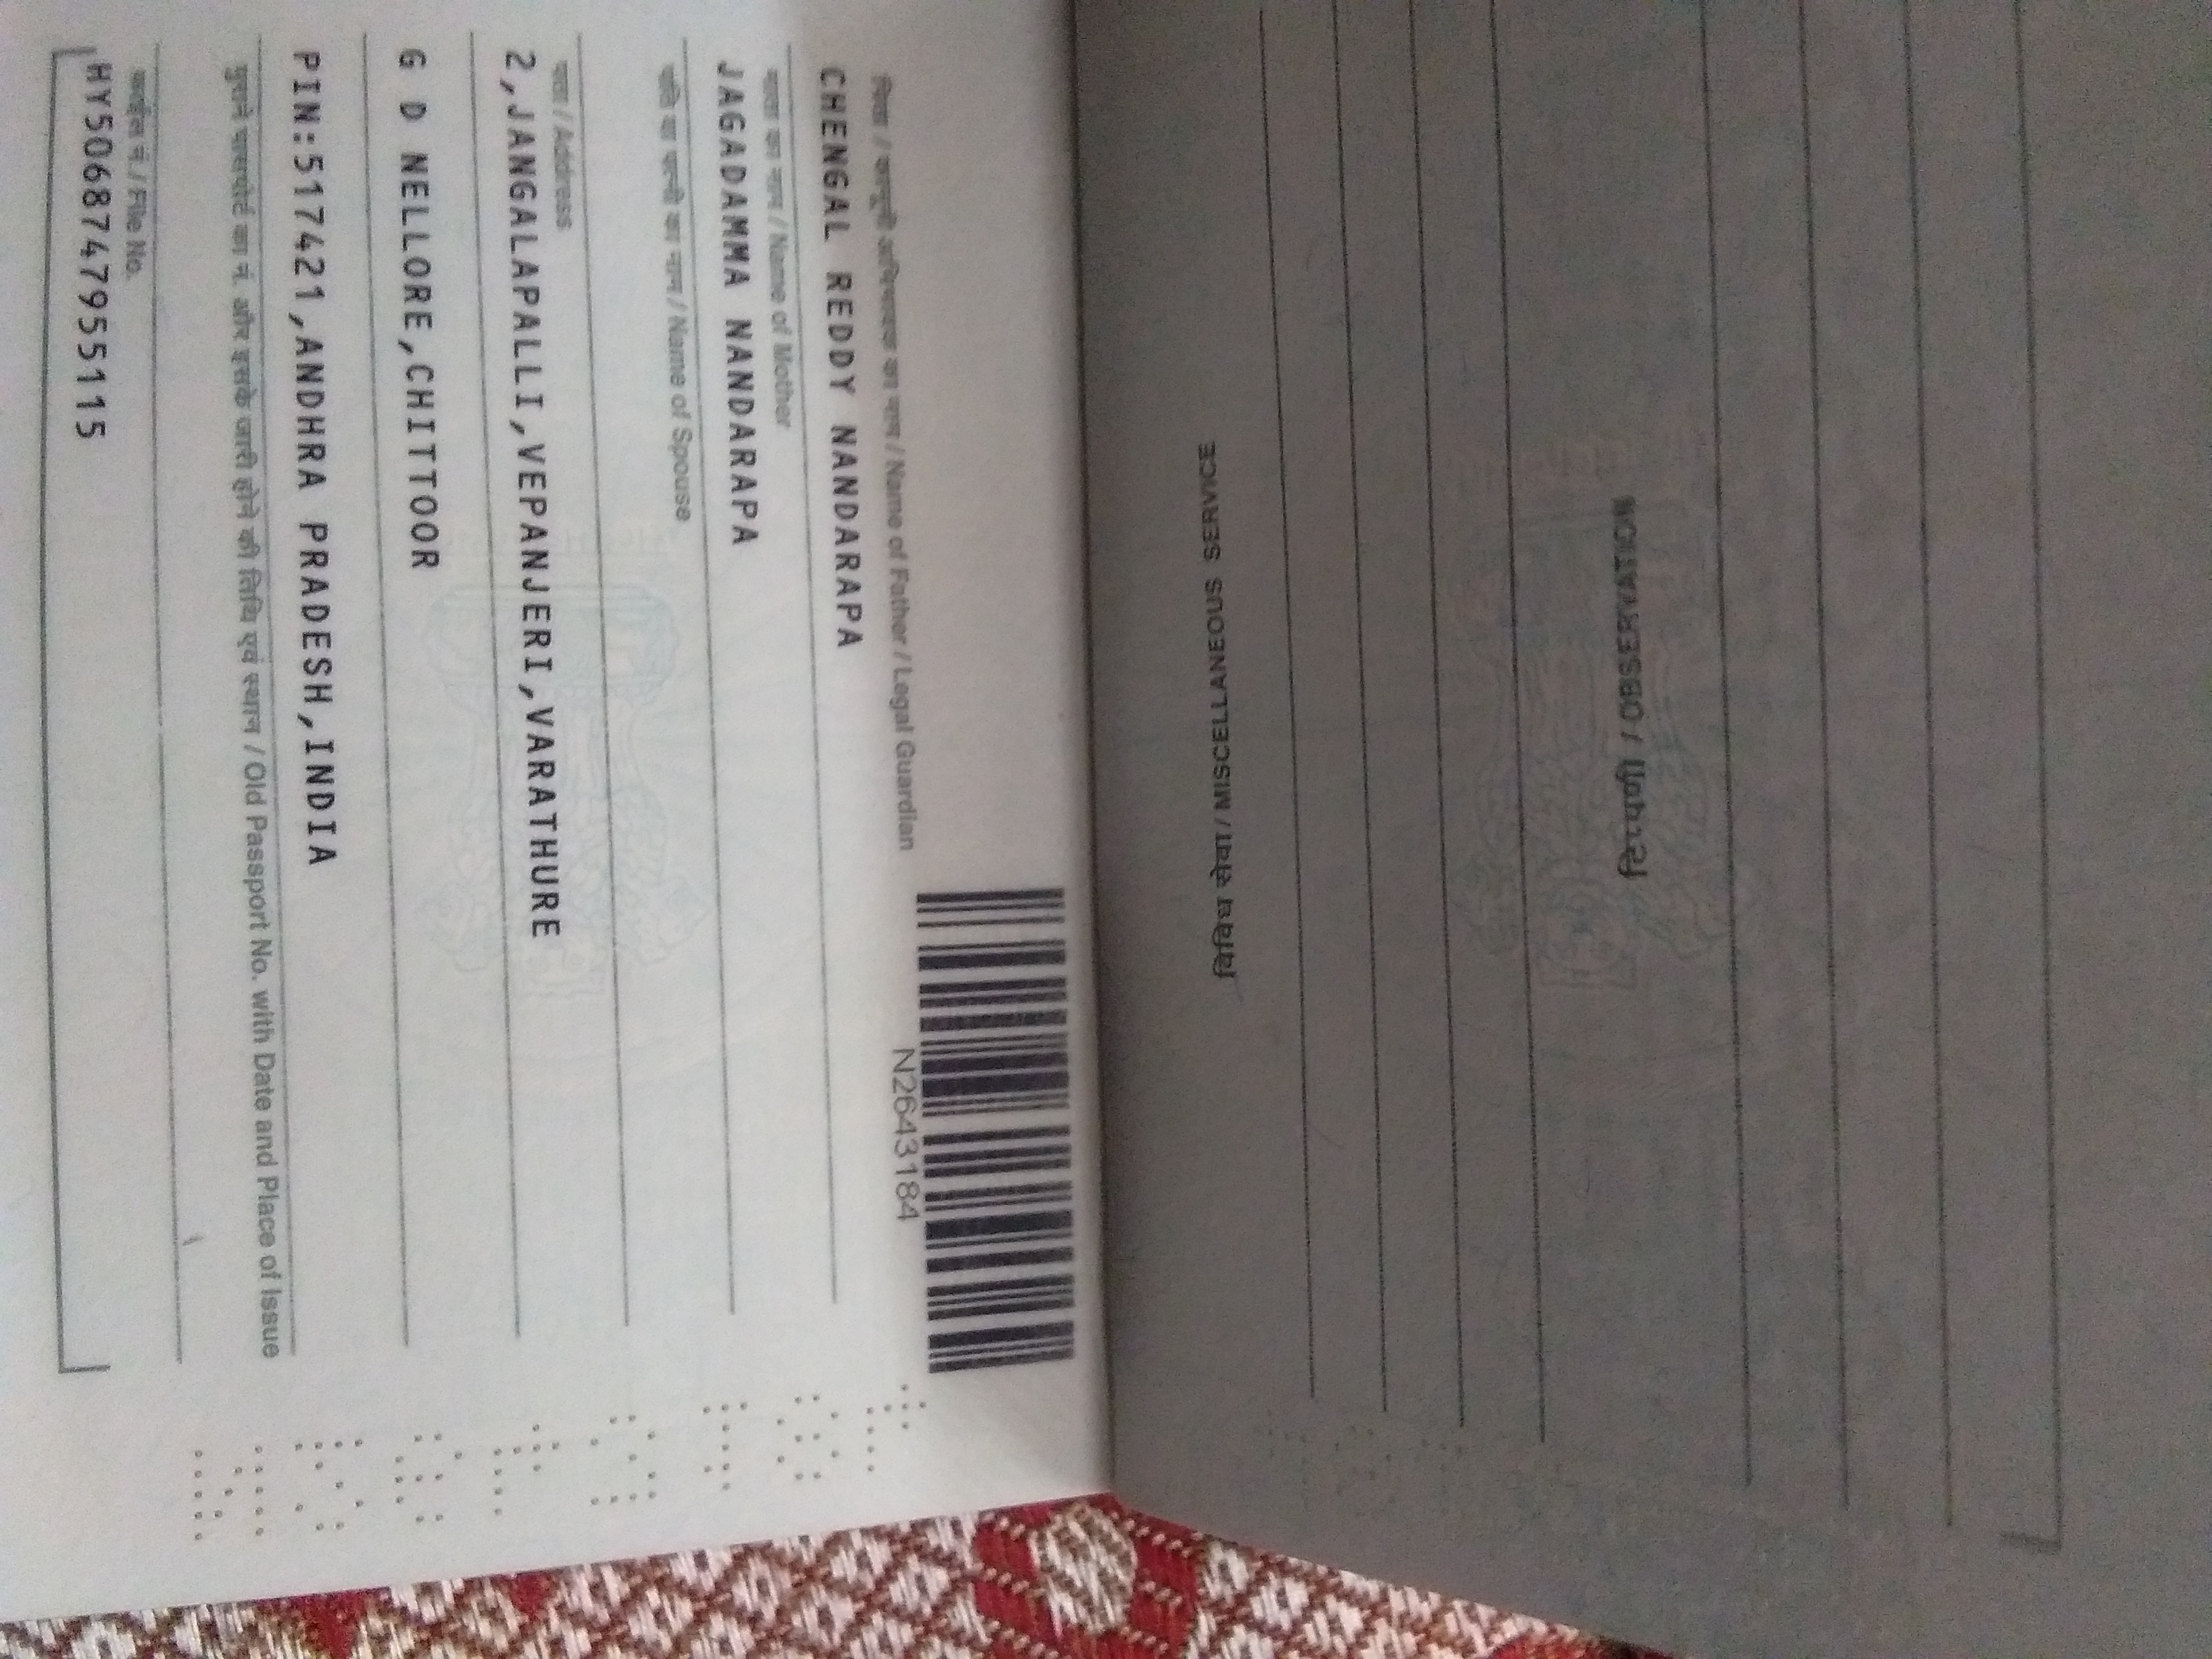 N2643184
पिता / कानूनी अभिभावक का नाम / Name of Father / Legal Guardian
CHENGAL REDDY NANDARAPA
माता का नाम / Name of Mother
JAGADAMMA NANDARAPA
पति या पत्नी का नाम / Name of Spouse
पता / Address
2,JANGALAPALLI,VEPANJERI,VARATHURE
G D NELLORE,CHITTOOR
PIN:517421,ANDHRA PRADESH,INDIA
पुराने पासपोर्ट का नं. और इसके जारी होने की तिथि एवं स्थान / Old Passport No. with Date and Place of Issue
फाईल नं. / File No.
HY5068747955115
विविध सेवा / MISCELLANEOUS SERVICE
टिप्पणी / OBSERVATION